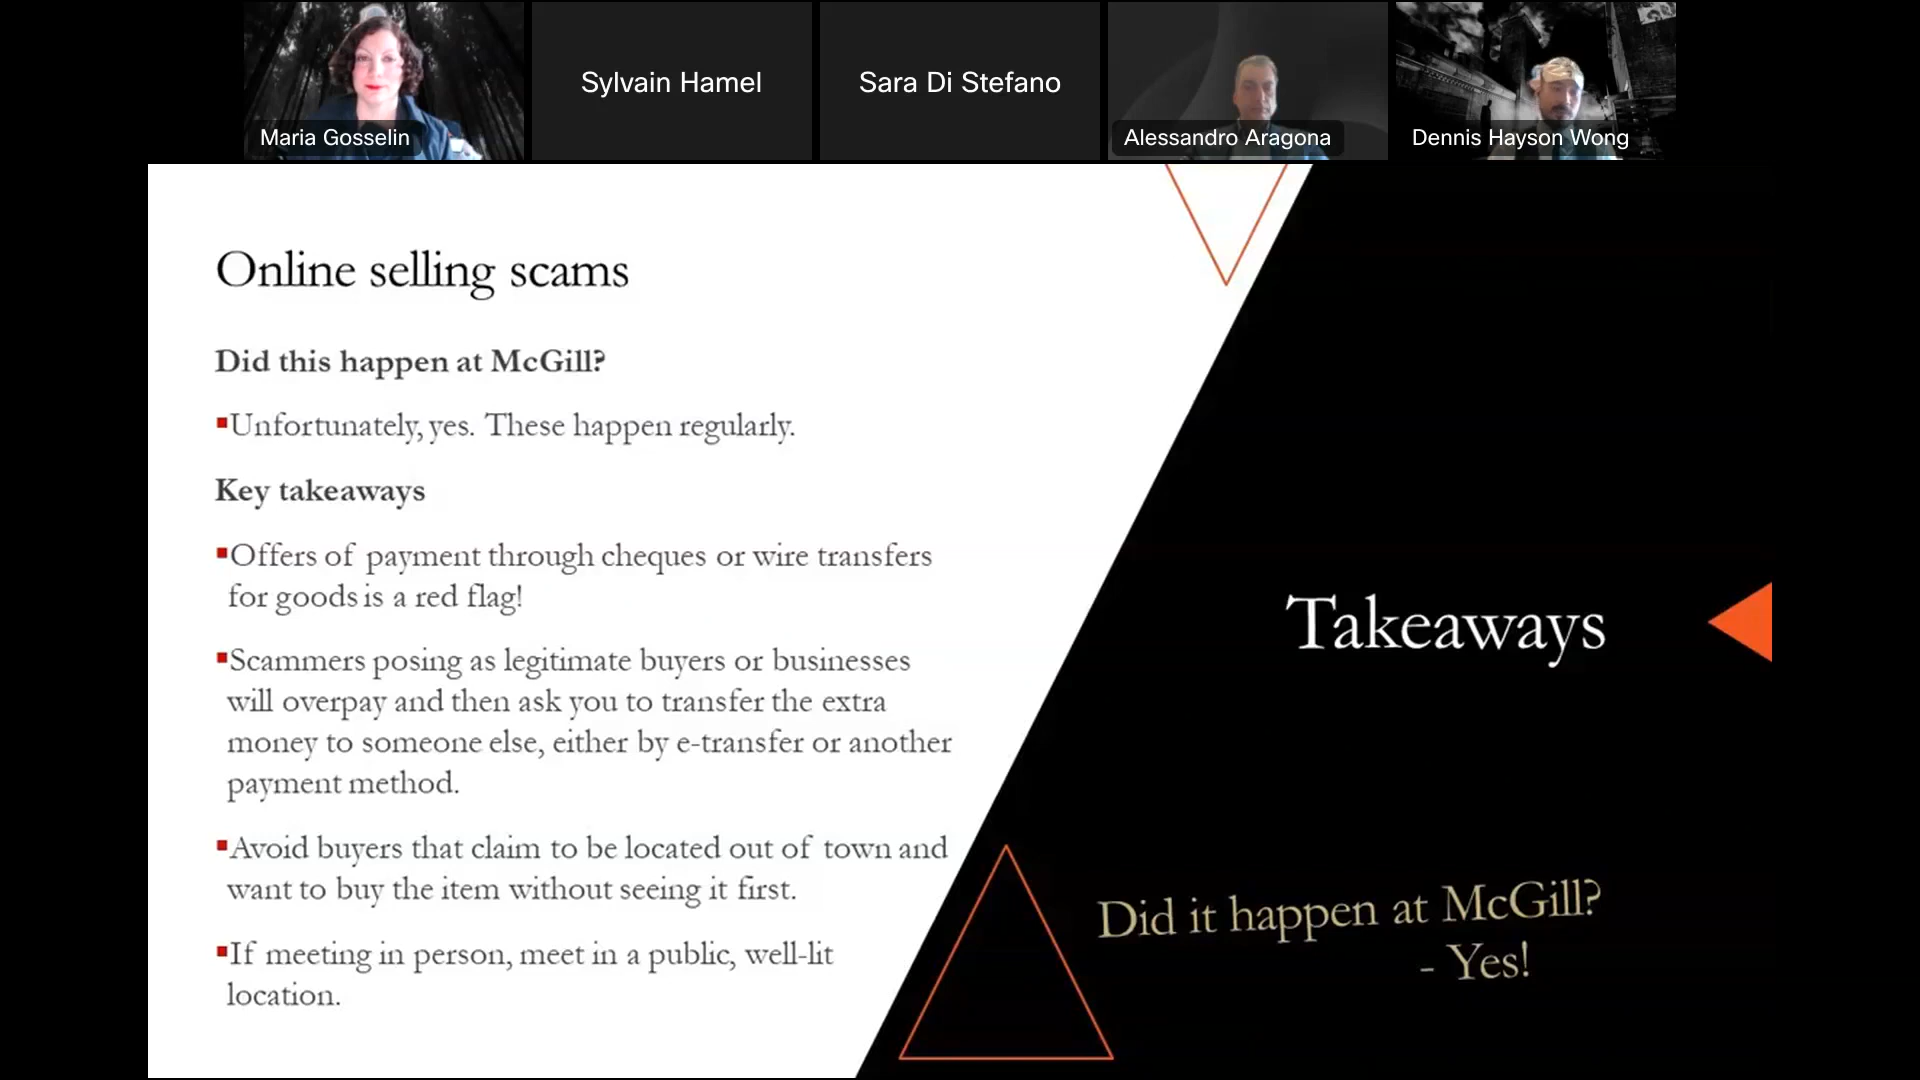 Maria Gosselin
Sylvain Hamel
Sara Di Stefano
Alessandro Aragona
Dennis Hayson Wong
Online selling scams
Did this happen at McGill?
▪Unfortunately, yes. These happen regularly.
Key takeaways
▪Offers of payment through cheques or wire transfers
for goods is a red flag!
▪Scammers posing as legitimate buyers or businesses
will overpay and then ask you to transfer the extra
money to someone else, either by e-transfer or another
payment method.
▪Avoid buyers that claim to be located out of town and
want to buy the item without seeing it first.
▪If meeting in person, meet in a public, well-lit
location.
Takeaways
Did it happen at McGill?
- Yes!